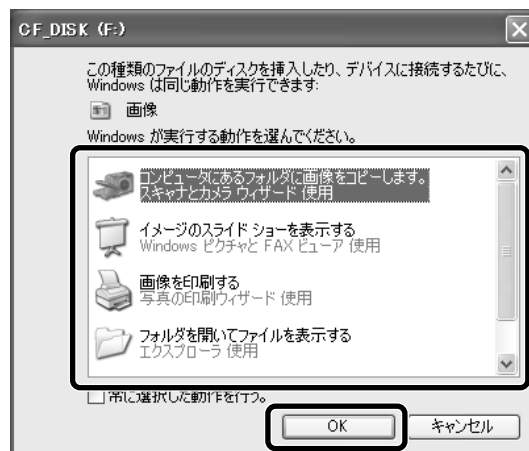 CF_DISK (F:)
この種類のファイルのディスクを挿入したり、デバイスに接続するたびに、
Windows は同じ動作を実行できます:
画像
Windows が実行する動作を選んでください。
コンピュータにあるフォルダに画像をコピーします。
スキャナとカメラ ウィザード 使用
イメージのスライド ショーを表示する
Windows ピクチャと FAX ビューア 使用
画像を印刷する
写真の印刷ウィザード 使用
フォルダを開いてファイルを表示する
エクスプローラ 使用
常に選択した動作を行う。
OK
キャンセル